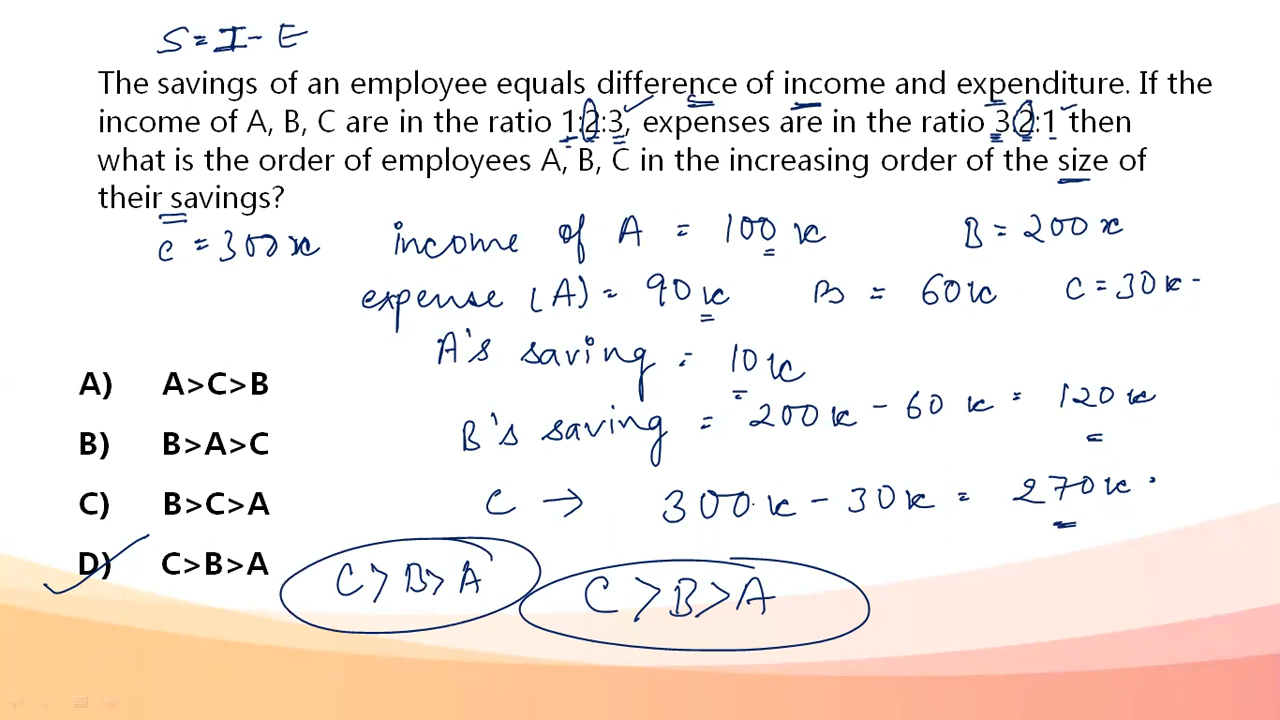 S = I - E
The savings of an employee equals difference of income and expenditure. If the
income of A, B, C are in the ratio 1:2:3, expenses are in the ratio 3:2:1 then
what is the order of employees A, B, C in the increasing order of the size of
their savings?
C = 300x income of A = 100x B = 200x
expense (A) = 90x B = 60x C = 30x
A's saving = 10x
A) A>C>B
B's saving = 200x - 60x = 120x
B) B>A>C
C → 300x - 30x = 270x
C) B>C>A
D) C>B>A
C > B > A C > B > A